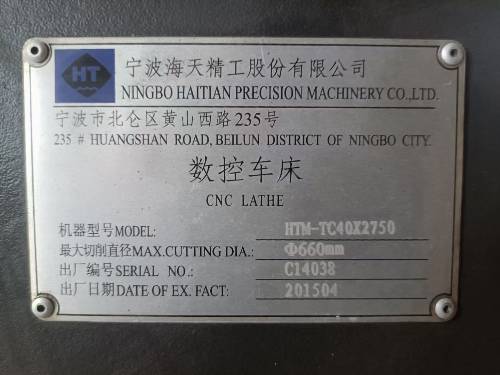 HT
宁波海天精工股份有限公司
NINGBO HAITIAN PRECISION MACHINERY CO.,LTD.
宁波市北仑区黄山西路235号
235 # HUANGSHAN ROAD, BEILUN DISTRICT OF NINGBO CITY.
数控车床
CNC LATHE
机器型号MODEL: HTM-TC40X2750
最大切削直径MAX.CUTTING DIA.: Φ660mm
出厂编号SERIAL NO.: C14038
出厂日期DATE OF EX. FACT: 201504